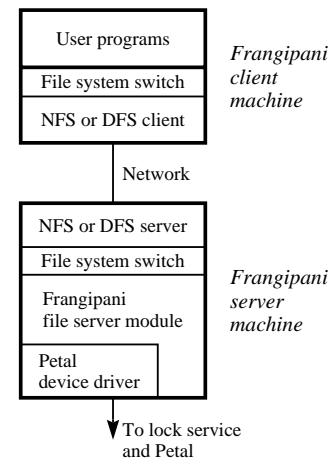 User programs
File system switch
NFS or DFS client
Frangipani
client
machine
Network
NFS or DFS server
File system switch
Frangipani
file server module
Petal
device driver
Frangipani
server
machine
To lock service
and Petal